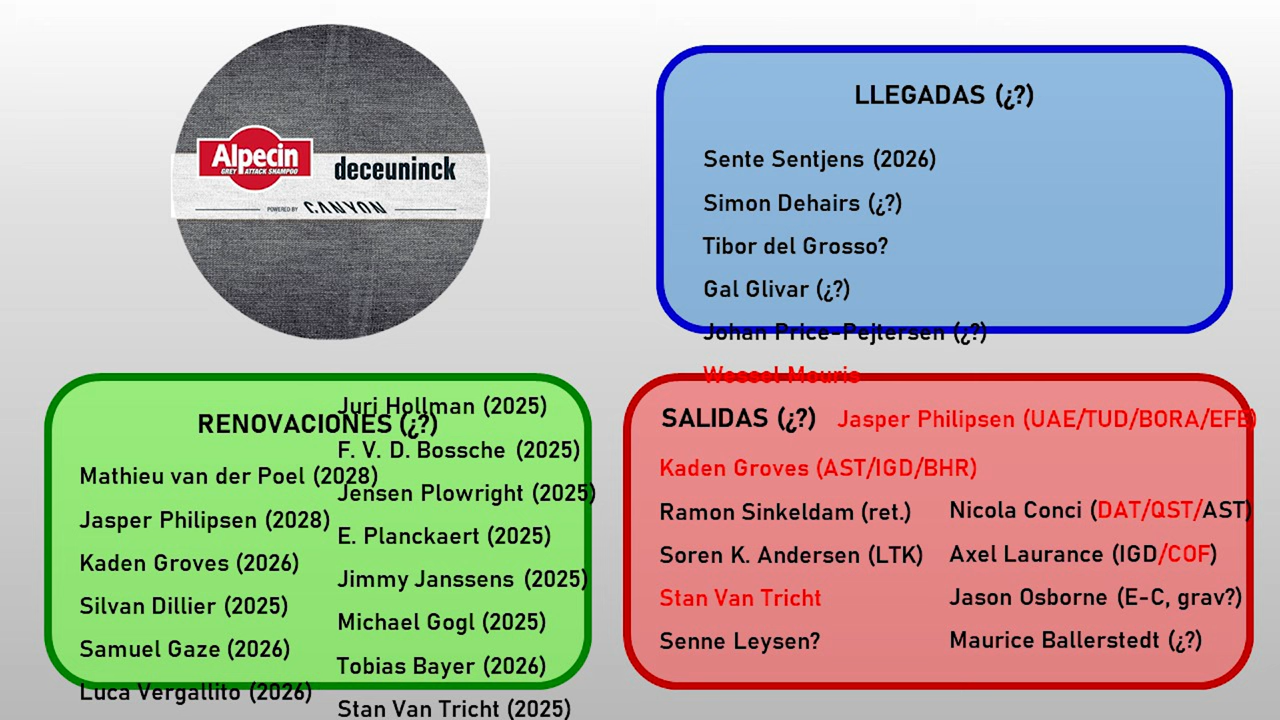 Alpecin
GREY ATTACK SHAMPOO
deceuninck
POWERED BY CANYON
LLEGADAS (¿?)
Sente Sentjens (2026)
Simon Dehairs (¿?)
Tibor del Grosso?
Gal Glivar (¿?)
Johan Price-Pejtersen (¿?)
Wessel Mouris
RENOVACIONES (¿?)
Mathieu van der Poel (2028)
Jasper Philipsen (2028)
Kaden Groves (2026)
Silvan Dillier (2025)
Samuel Gaze (2026)
Luca Vergallito (2026)
Juri Hollman (2025)
F. V. D. Bossche (2025)
Jensen Plowright (2025)
E. Planckaert (2025)
Jimmy Janssens (2025)
Michael Gogl (2025)
Tobias Bayer (2026)
Stan Van Tricht (2025)
SALIDAS (¿?)
Jasper Philipsen (UAE/TUD/BORA/EFE)
Kaden Groves (AST/IGD/BHR)
Ramon Sinkeldam (ret.)
Soren K. Andersen (LTK)
Stan Van Tricht
Senne Leysen?
Nicola Conci (DAT/QST/AST)
Axel Laurance (IGD/COF)
Jason Osborne (E-C, grav?)
Maurice Ballerstedt (¿?)